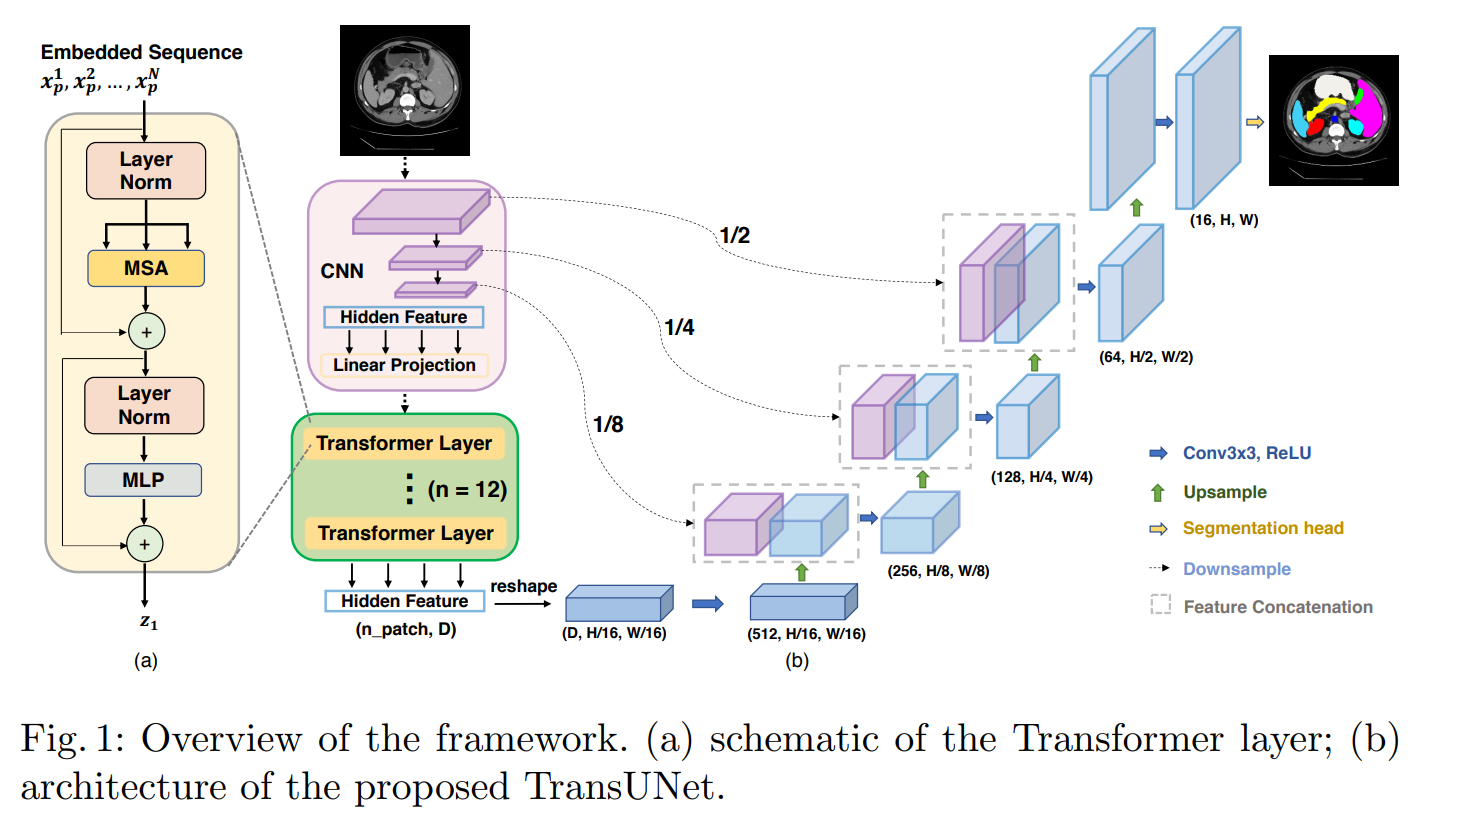 Embedded Sequence
x_p^1, x_p^2, ..., x_p^N
Layer
Norm
MSA
+
Layer
Norm
MLP
+
z_1
(a)
CNN
Hidden Feature
Linear Projection
Transformer Layer
⋮ (n = 12)
Transformer Layer
Hidden Feature
(n_patch, D)
reshape
(D, H/16, W/16)
(512, H/16, W/16)
(b)
1/2
1/4
1/8
(256, H/8, W/8)
(128, H/4, W/4)
(64, H/2, W/2)
(16, H, W)
Conv3x3, ReLU
Upsample
Segmentation head
Downsample
Feature Concatenation
Fig. 1: Overview of the framework. (a) schematic of the Transformer layer; (b)
architecture of the proposed TransUNet.